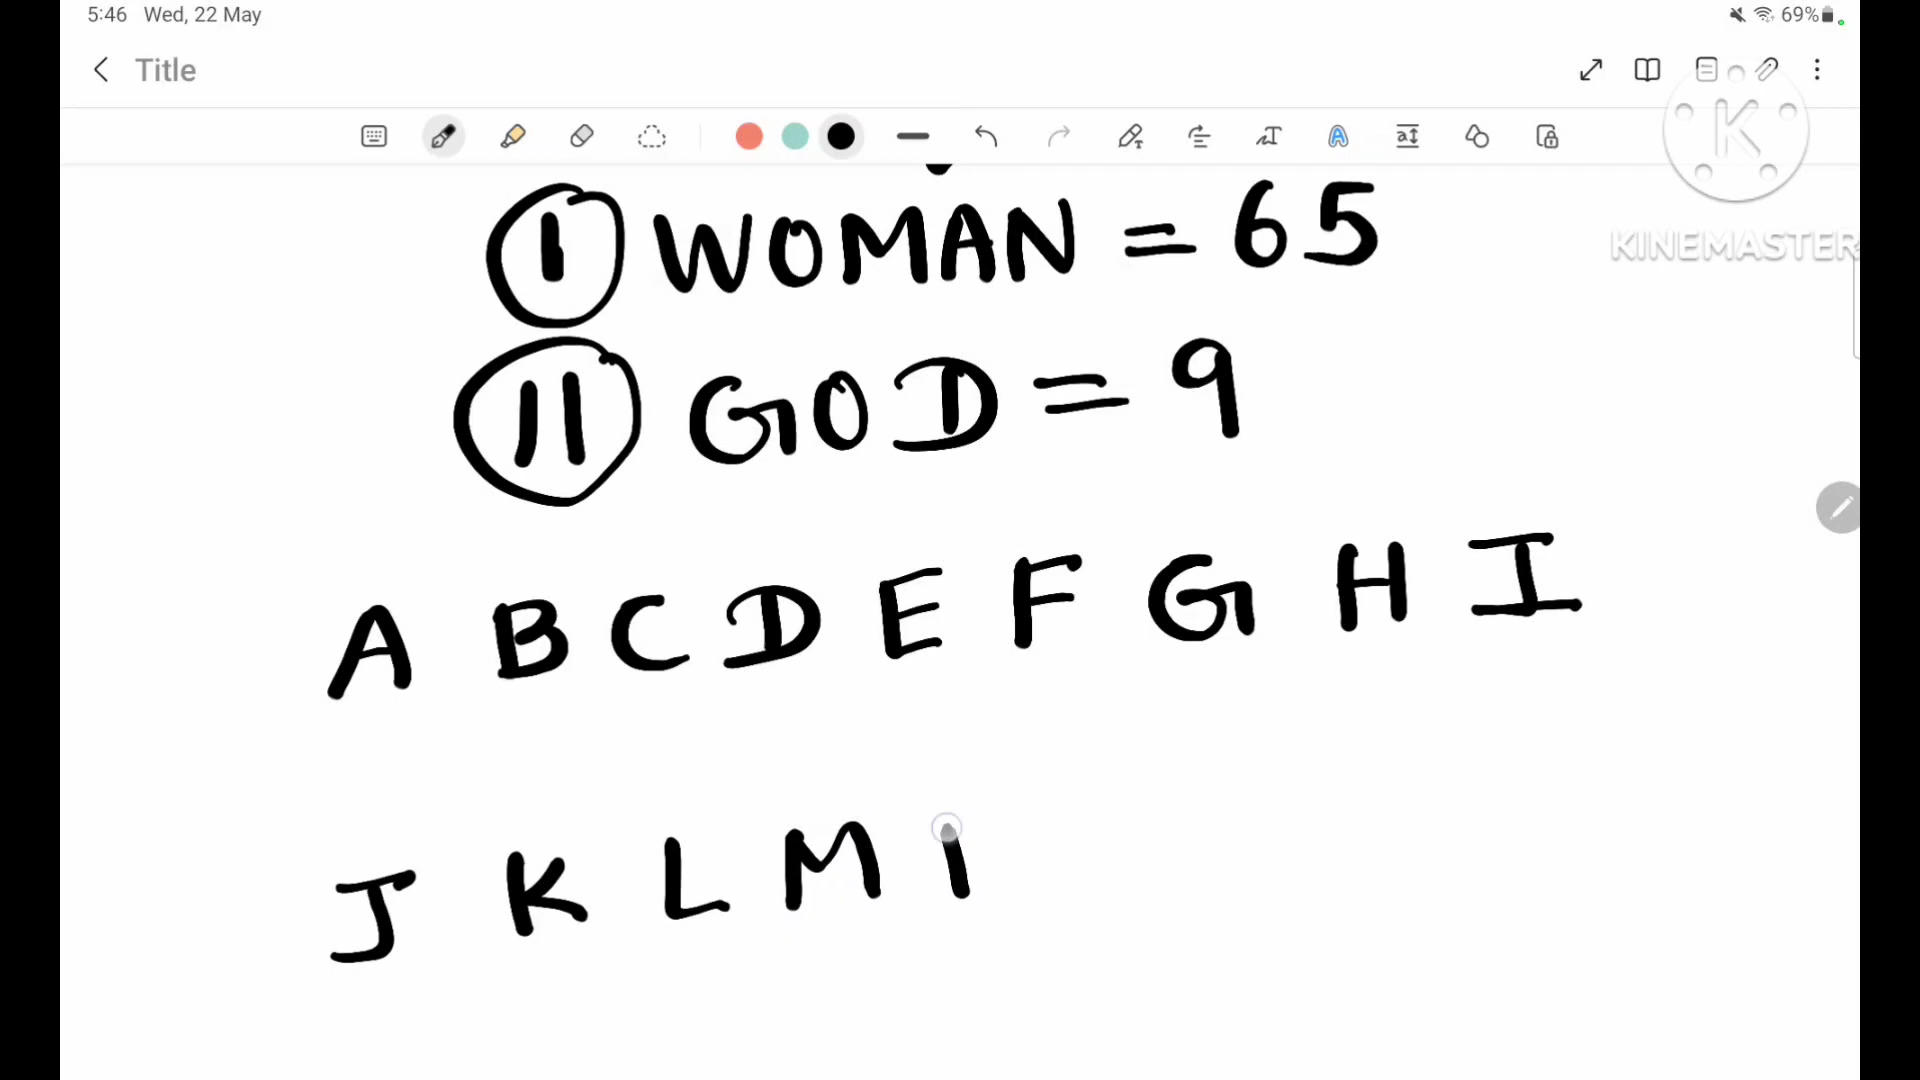 5:46 Wed, 22 May 69%
Title
K
KINEMASTER
I WOMAN = 65
II GOD = 9
A B C D E F G H I
J K L M